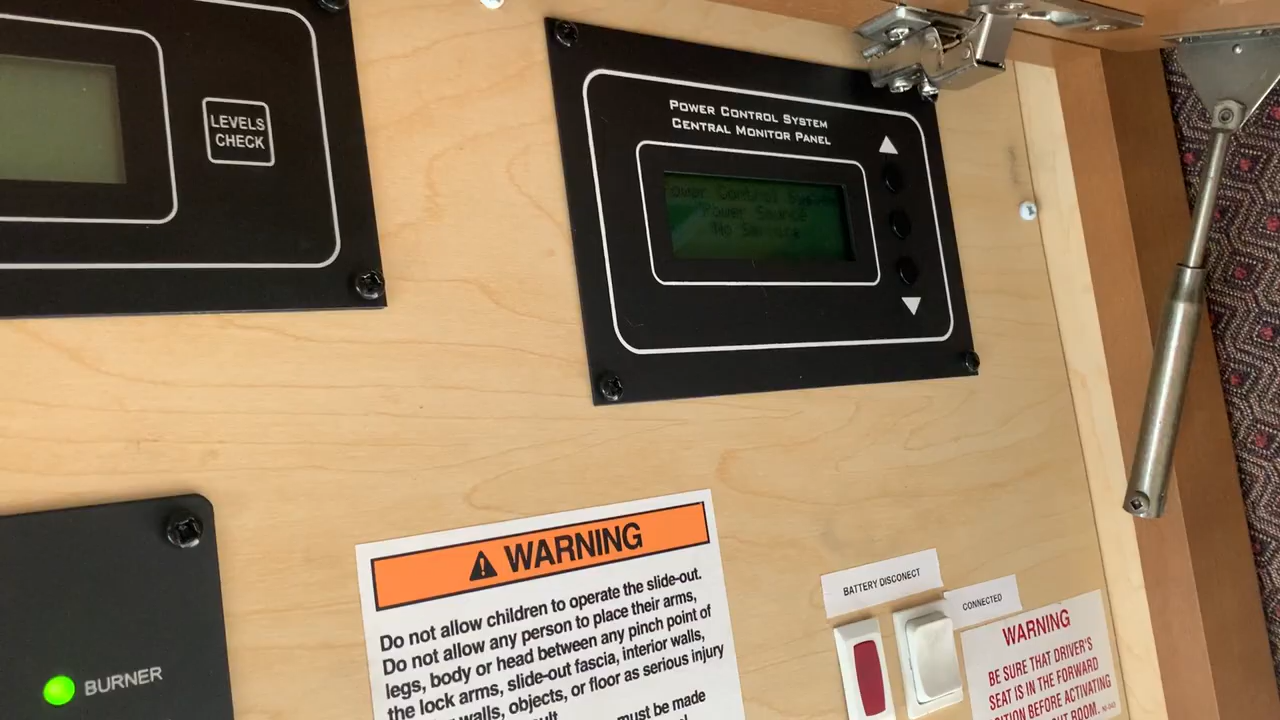 LEVELS
CHECK
POWER CONTROL SYSTEM
CENTRAL MONITOR PANEL
ower Control System
Power Source
No Service
BURNER
WARNING
Do not allow children to operate the slide-out.
Do not allow any person to place their arms,
legs, body or head between any pinch point of
the lock arms, slide-out fascia, interior walls,
walls, objects, or floor as serious injury
must be made
BATTERY DISCONECT
CONNECTED
WARNING
BE SURE THAT DRIVER'S
SEAT IS IN THE FORWARD
SITION BEFORE ACTIVATING
ROOM.